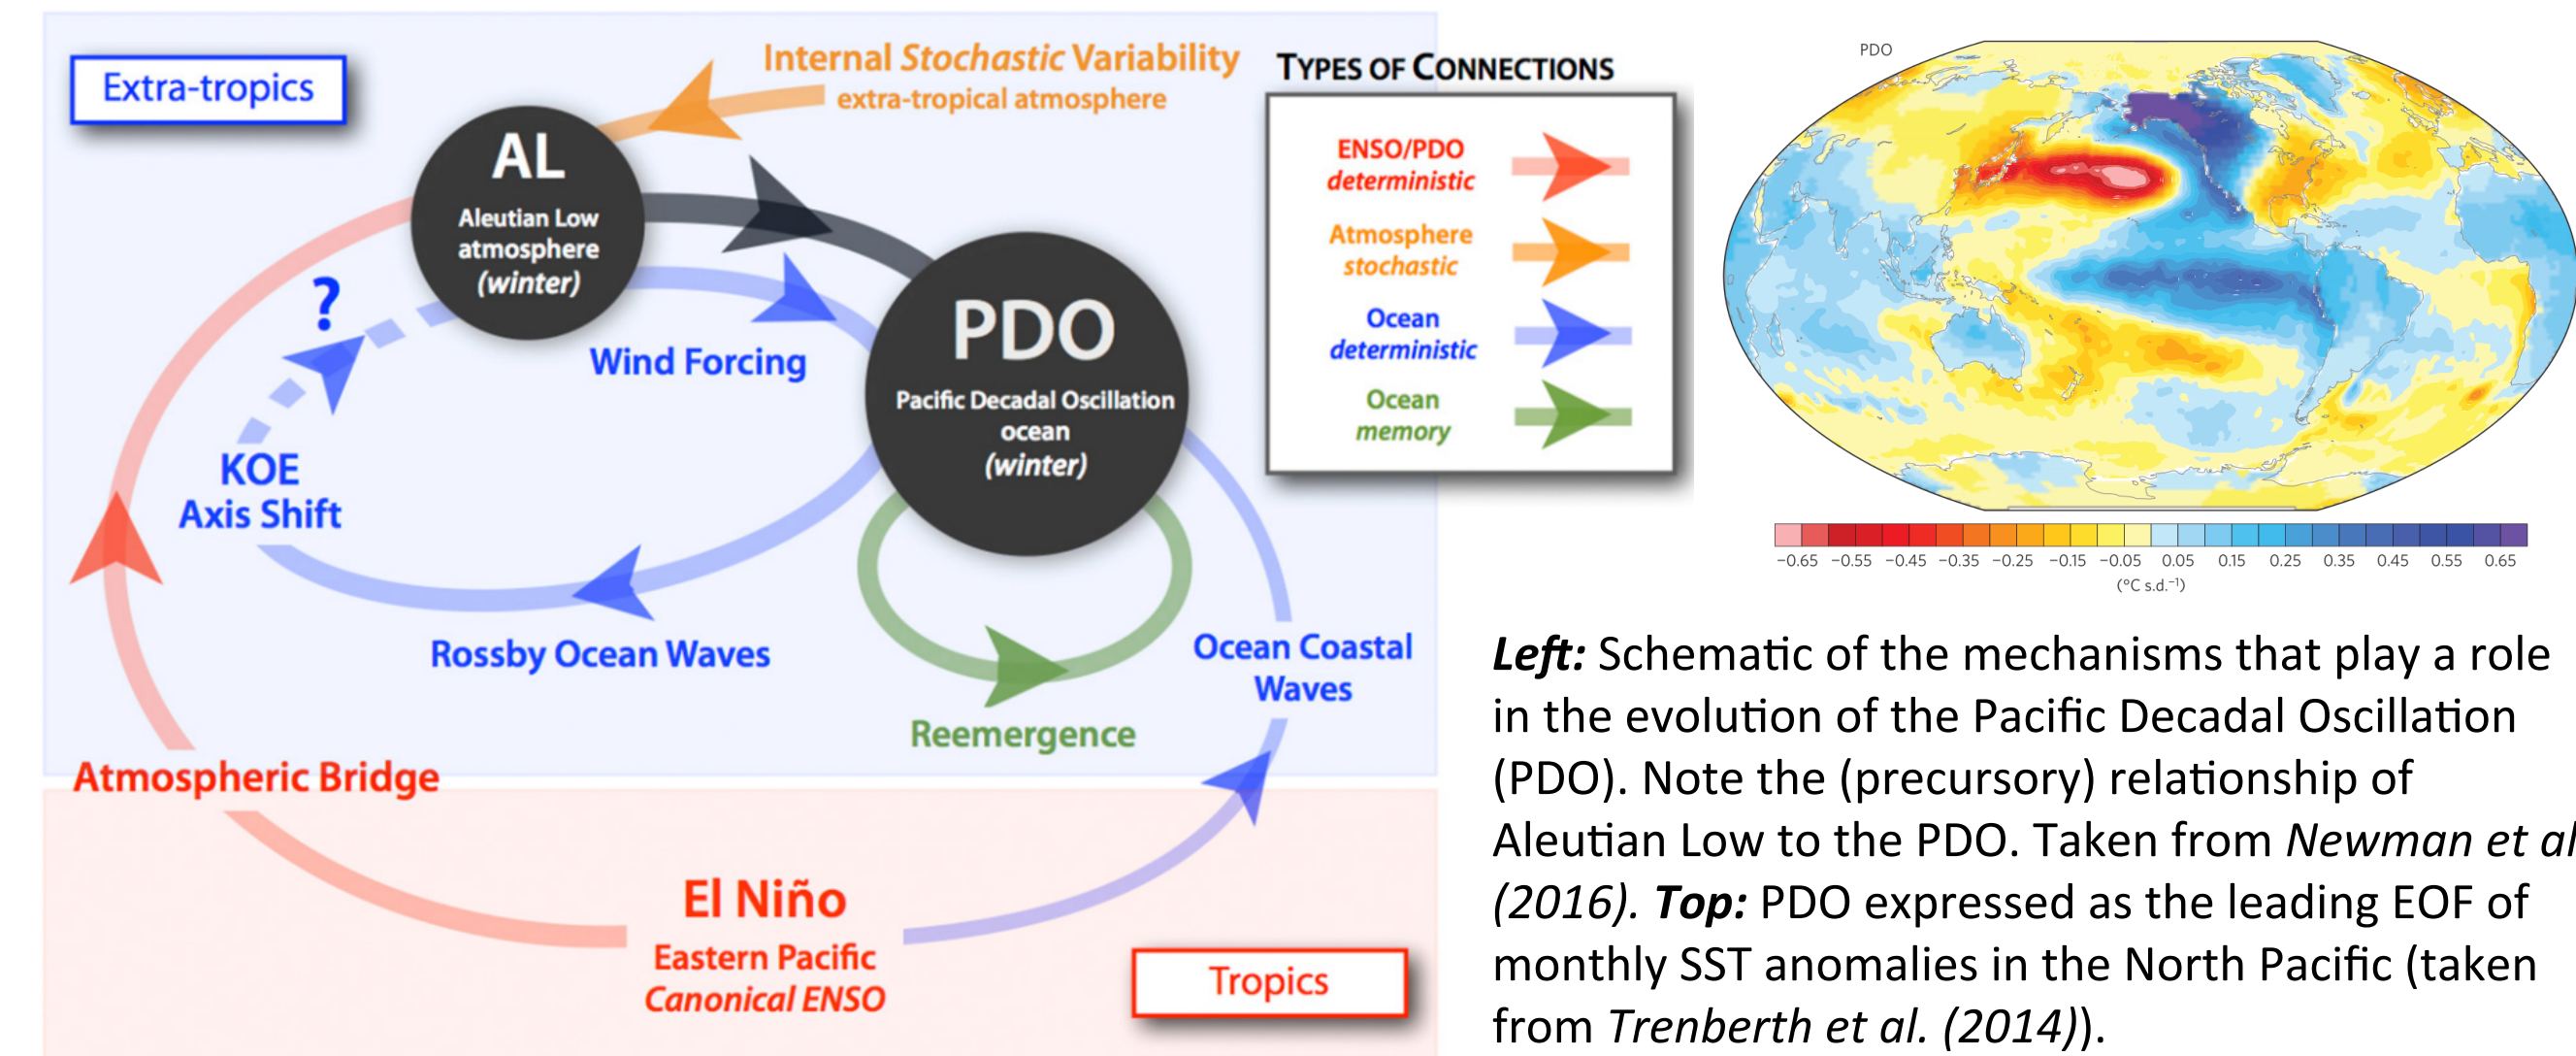 Extra-tropics
Internal Stochastic Variability
extra-tropical atmosphere
AL
Aleutian Low
atmosphere
(winter)
?
Wind Forcing
PDO
Pacific Decadal Oscillation
ocean
(winter)
KOE
Axis Shift
Rossby Ocean Waves
Reemergence
Ocean Coastal
Waves
Atmospheric Bridge
El Niño
Eastern Pacific
Canonical ENSO
Tropics
TYPES OF CONNECTIONS
ENSO/PDO
deterministic
Atmosphere
stochastic
Ocean
deterministic
Ocean
memory
PDO
−0.65 −0.55 −0.45 −0.35 −0.25 −0.15 −0.05 0.05 0.15 0.25 0.35 0.45 0.55 0.65
(°C s.d.⁻¹)
Left: Schematic of the mechanisms that play a role
in the evolution of the Pacific Decadal Oscillation
(PDO). Note the (precursory) relationship of
Aleutian Low to the PDO. Taken from Newman et al
(2016). Top: PDO expressed as the leading EOF of
monthly SST anomalies in the North Pacific (taken
from Trenberth et al. (2014)).